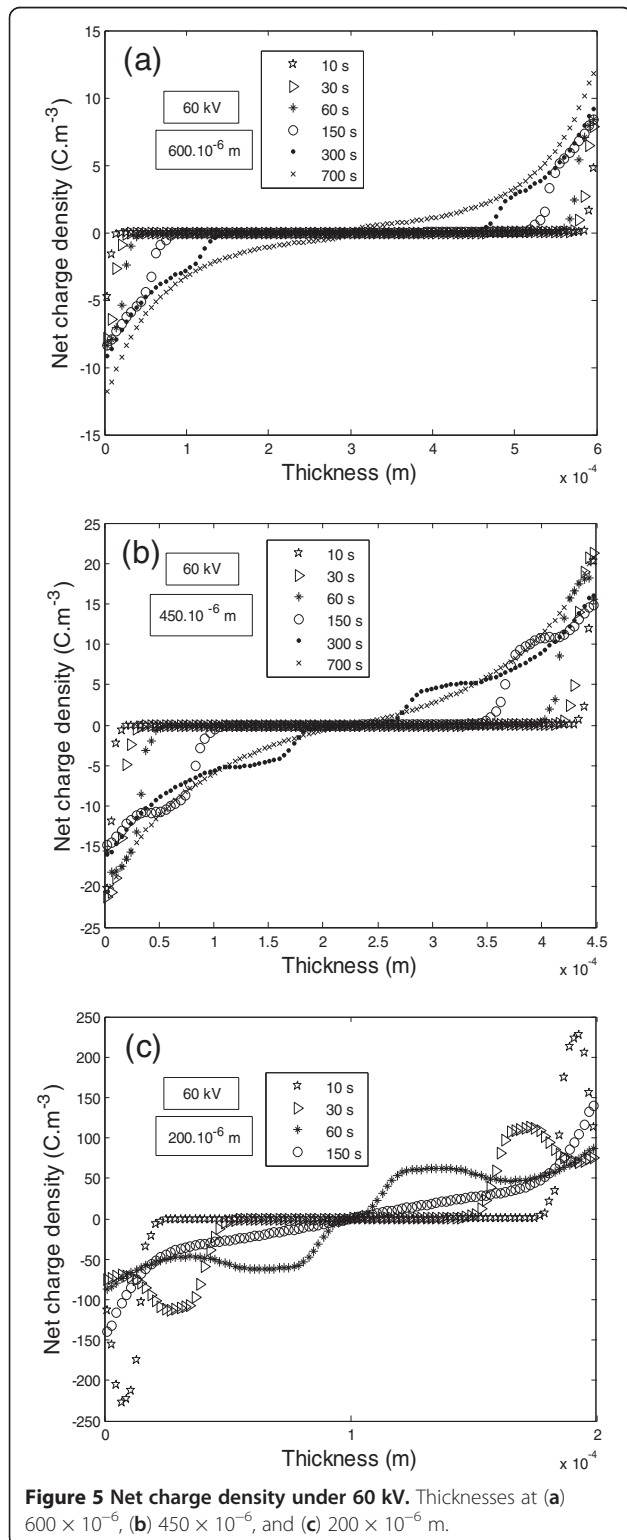 (a)
60 kV
600.10-6 m
10 s
30 s
60 s
150 s
300 s
700 s
Net charge density (C.m-3)
15
10
5
0
-5
-10
-15
0
1
2
3
4
5
6
Thickness (m)
x 10-4
(b)
60 kV
450.10 -6 m
10 s
30 s
60 s
150 s
300 s
700 s
Net charge density (C.m-3)
25
20
15
10
5
0
-5
-10
-15
-20
-25
0
0.5
1
1.5
2
2.5
3
3.5
4
4.5
Thickness (m)
x 10-4
(c)
60 kV
200.10-6 m
10 s
30 s
60 s
150 s
Net charge density (C.m-3)
250
200
150
100
50
0
-50
-100
-150
-200
-250
0
1
2
Thickness (m)
x 10-4
Figure 5 Net charge density under 60 kV. Thicknesses at (a)
600 × 10−6, (b) 450 × 10−6, and (c) 200 × 10−6 m.